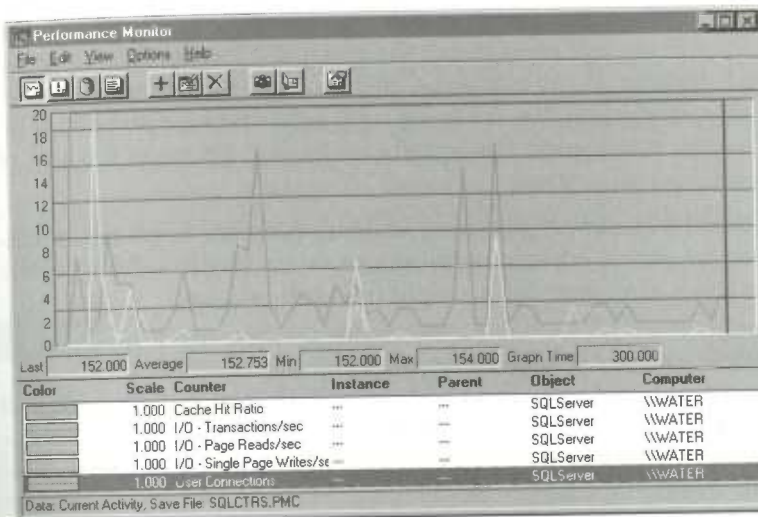 Performance Monitor
File Edit View Options Help
20
18
16
14
12
10
8
6
4
2
0
Last 152.000 Average 152.753 Min 152.000 Max 154.000 Graph Time 300.000
Color Scale Counter Instance Parent Object Computer
1.000 Cache Hit Ratio --- --- SQLServer \\WATER
1.000 I/O - Transactions/sec --- --- SQLServer \\WATER
1.000 I/O - Page Reads/sec --- --- SQLServer \\WATER
1.000 I/O - Single Page Writes/se --- --- SQLServer \\WATER
1.000 User Connections --- --- SQLServer \\WATER
Data: Current Activity, Save File: SQLCTRS.PMC